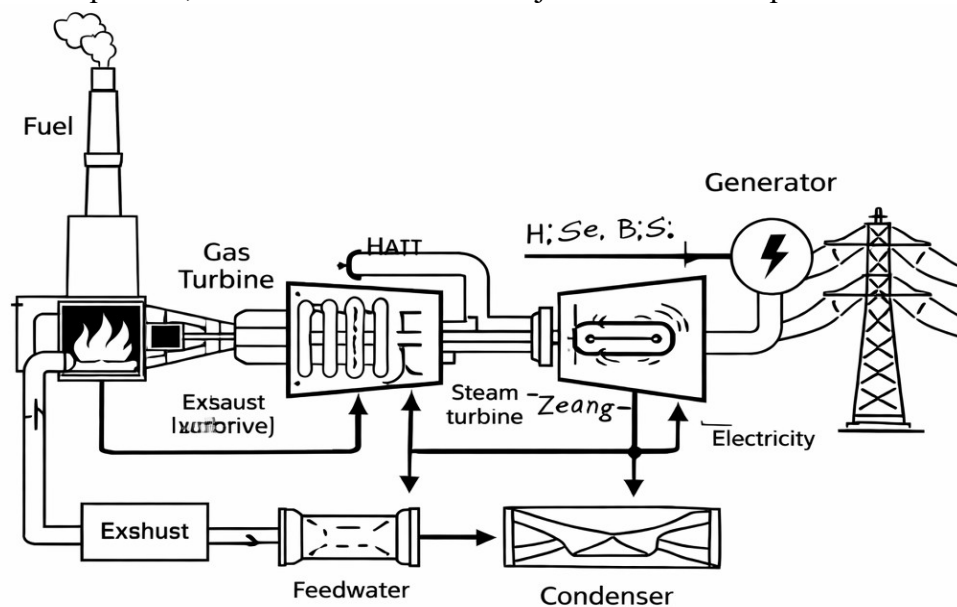 Fuel
Generator
H; Se, B; S:
HATT
Gas
Turbine
Exsaust
Steam
turbine
-Zeang-
Electricity
Exshust
Feedwater
Condenser